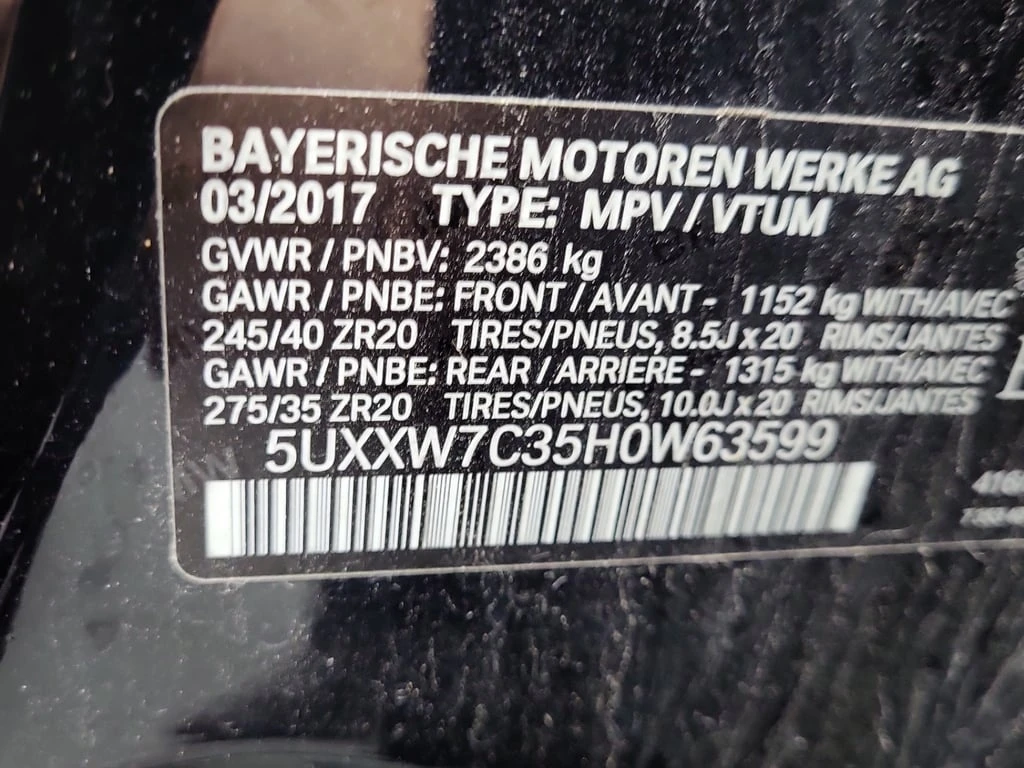 BAYERISCHE MOTOREN WERKE AG
03/2017 TYPE: MPV / VTUM
GVWR / PNBV: 2386 kg
GAWR / PNBE: FRONT / AVANT - 1152 kg WITH/AVEC
245/40 ZR20 TIRES/PNEUS, 8.5J x 20 RIMS/JANTES
GAWR / PNBE: REAR / ARRIERE - 1315 kg WITH/AVEC
275/35 ZR20 TIRES/PNEUS, 10.0J x 20 RIMS/JANTES
5UXXW7C35H0W63599